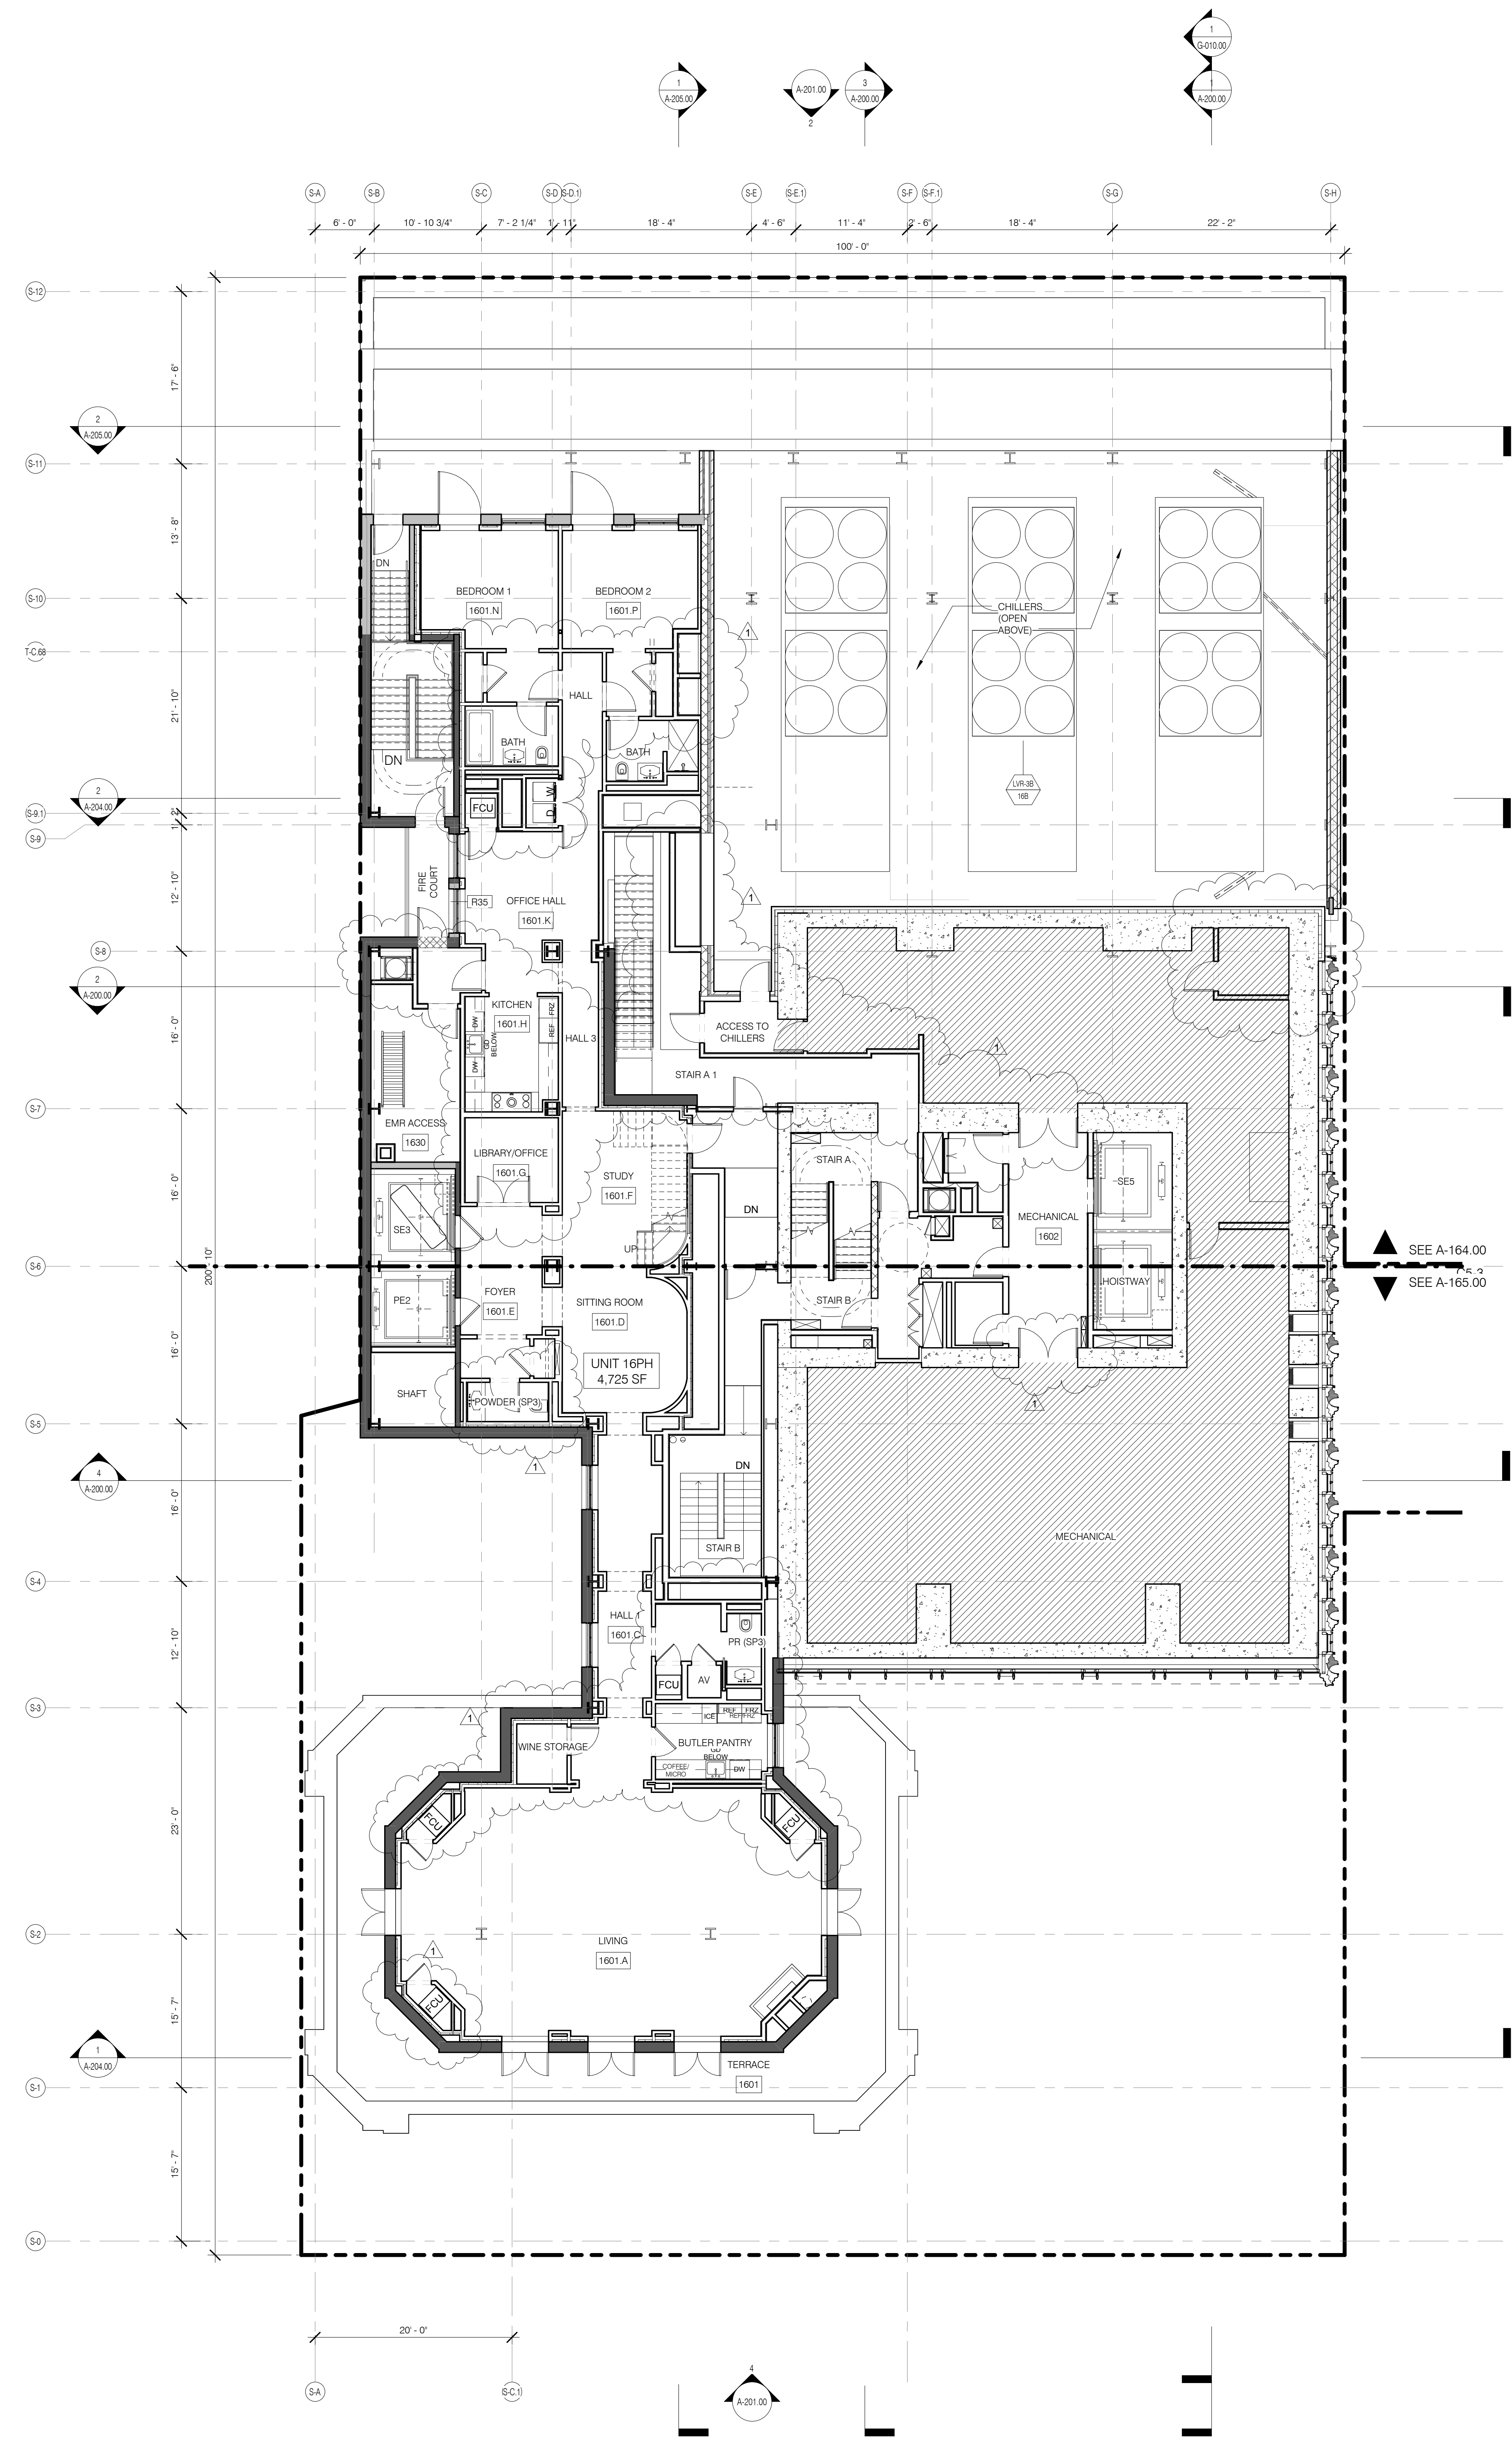 1
G-010.00
1
A-205.00
A-201.00
2
3
A-200.00
1
A-200.00
S-A
S-B
S-C
S-D
(S-D.1)
S-E
(S-E.1)
S-F
(S-F.1)
S-G
S-H
6' - 0"
10' - 10 3/4"
7' - 2 1/4"
1' - 11"
18' - 4"
4' - 6"
11' - 4"
2' - 6"
18' - 4"
22' - 2"
100' - 0"
S-12
17' - 6"
2
A-205.00
S-11
13' - 8"
DN
BEDROOM 1
1601.N
BEDROOM 2
1601.P
S-10
CHILLERS
(OPEN
ABOVE)
1
T-C.68
21' - 10"
HALL
BATH
BATH
DN
LVR-3B
16B
2
A-204.00
W
D
FCU
(S-9.1)
1' - 2"
S-9
FIRE
COURT
12' - 10"
R35
OFFICE HALL
1601.K
1
S-8
2
A-200.00
KITCHEN
1601.H
DW
GD
BELOW
DW
FRZ
REF
HALL 3
ACCESS TO
CHILLERS
16' - 0"
1
STAIR A 1
S-7
EMR ACCESS
1630
LIBRARY/OFFICE
1601.G
STUDY
1601.F
STAIR A
SE5
16' - 0"
DN
MECHANICAL
1602
SE3
UP
200' - 10"
S-6
SEE A-164.00
SEE A-165.00
HOISTWAY
PE2
FOYER
1601.E
SITTING ROOM
1601.D
STAIR B
16' - 0"
UNIT 16PH
4,725 SF
SHAFT
POWDER (SP3)
1
S-5
1
DN
4
A-200.00
16' - 0"
MECHANICAL
STAIR B
S-4
HALL 1
1601.C
PR (SP3)
12' - 10"
FCU
AV
S-3
1
ICE
REF
FRZ
REF
FRZ
WINE STORAGE
BUTLER PANTRY
GD
BELOW
COFFEE/
MICRO
DW
23' - 0"
FCU
FCU
S-2
LIVING
1601.A
1
FCU
15' - 7"
1
A-204.00
TERRACE
1601
S-1
15' - 7"
S-0
20' - 0"
S-A
(S-C.1)
4
A-201.00